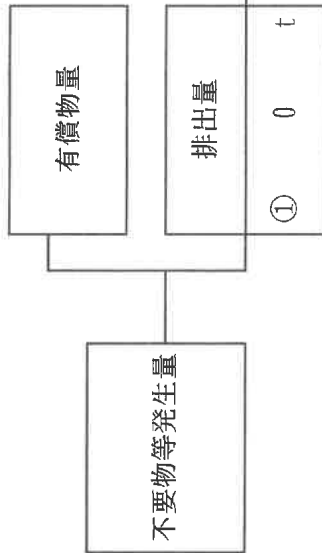 不要物等発生量
有償物量
排出量
① 0 t